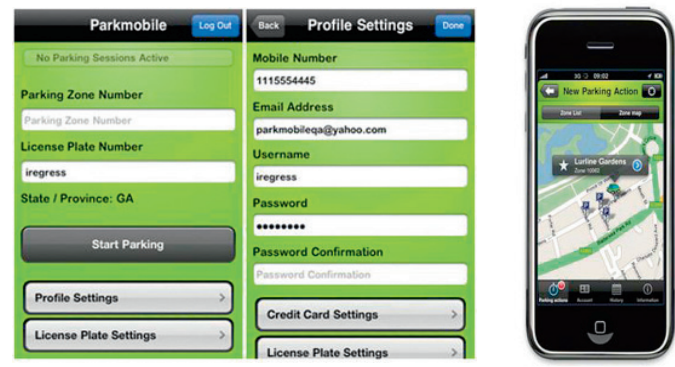 Parkmobile
Log Out
No Parking Sessions Active
Parking Zone Number
Parking Zone Number
License Plate Number
iregress
State / Province: GA
Start Parking
Profile Settings
License Plate Settings
Back
Profile Settings
Done
Mobile Number
1115554445
Email Address
parkmobileqa@yahoo.com
Username
iregress
Password
••••••••
Password Confirmation
Password Confirmation
Credit Card Settings
License Plate Settings
3G 09:02
New Parking Action
Zone List
Zone map
Lurline Gardens
Parking actions
Account
History
Information